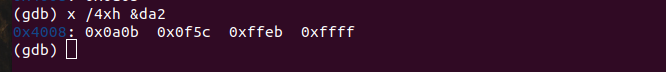 (gdb) x /4xh &da2
0x4008: 0x0a0b 0x0f5c 0xffeb 0xffff
(gdb)